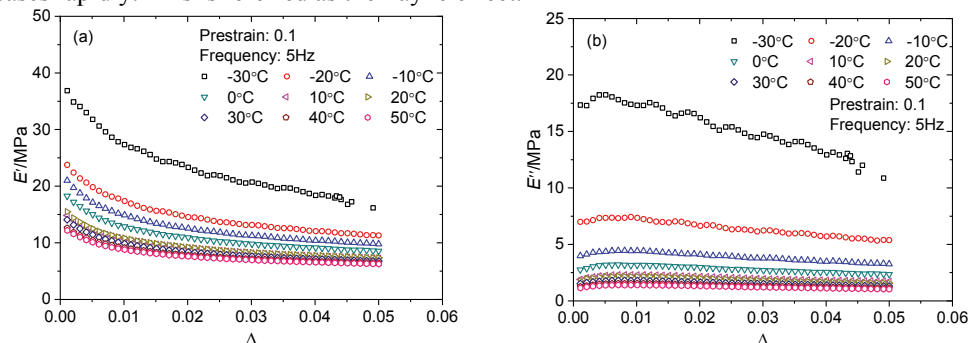 (a) Prestrain: 0.1
Frequency: 5Hz
-30°C -20°C -10°C
0°C 10°C 20°C
30°C 40°C 50°C
50
40
30
20
10
0
E'/MPa
0.00 0.01 0.02 0.03 0.04 0.05 0.06
Δ
(b)
-30°C -20°C -10°C
0°C 10°C 20°C
30°C 40°C 50°C
Prestrain: 0.1
Frequency: 5Hz
25
20
15
10
5
0
E''/MPa
0.00 0.01 0.02 0.03 0.04 0.05 0.06
Δ